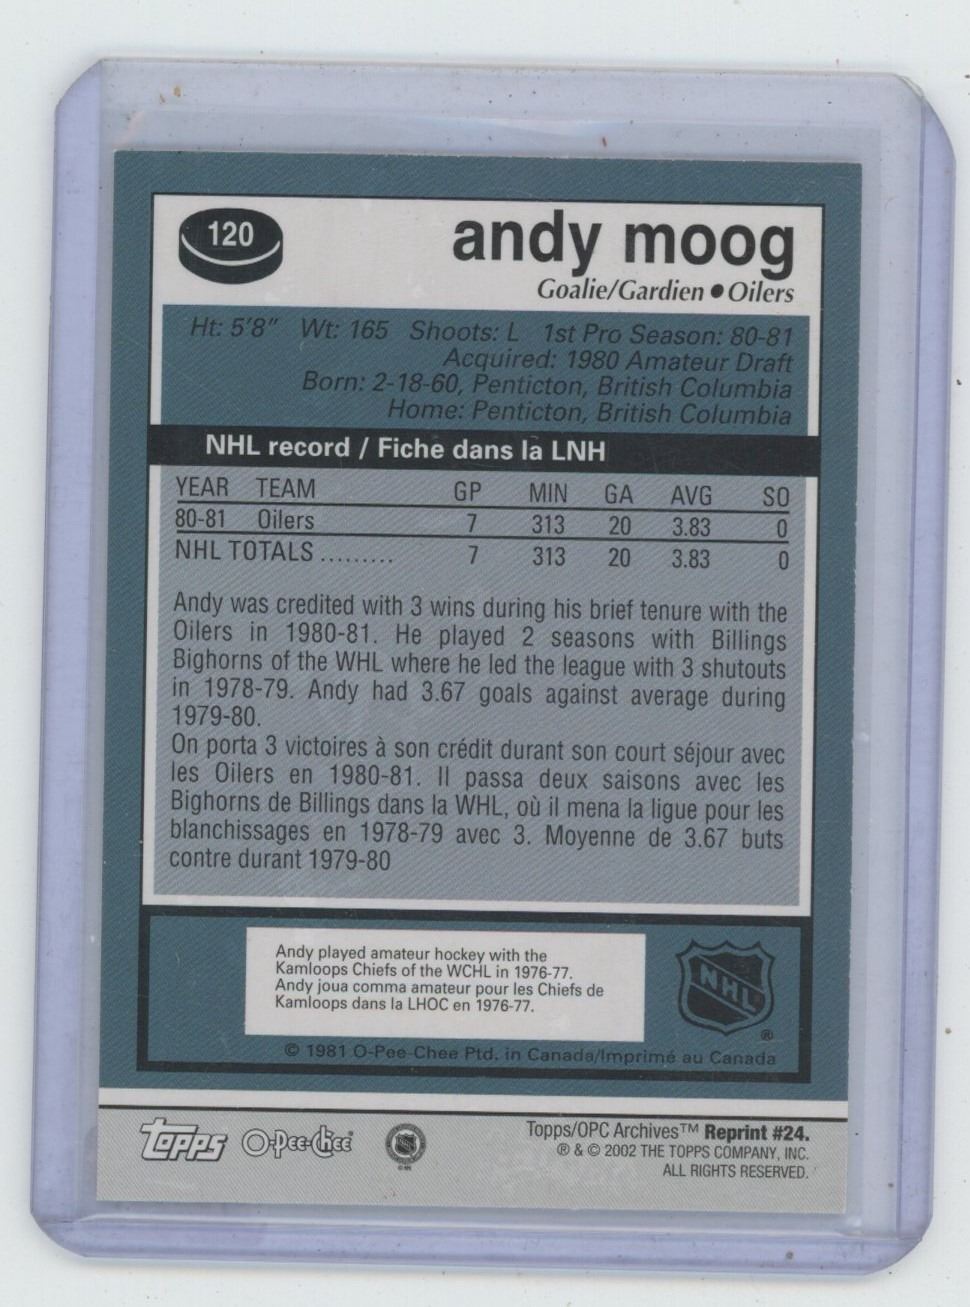 120
andy moog
Goalie/Gardien ● Oilers
Ht: 5'8" Wt: 165 Shoots: L 1st Pro Season: 80-81
Acquired: 1980 Amateur Draft
Born: 2-18-60, Penticton, British Columbia
Home: Penticton, British Columbia
NHL record / Fiche dans la LNH
YEAR TEAM GP MIN GA AVG SO
80-81 Oilers 7 313 20 3.83 0
NHL TOTALS ......... 7 313 20 3.83 0
Andy was credited with 3 wins during his brief tenure with the
Oilers in 1980-81. He played 2 seasons with Billings
Bighorns of the WHL where he led the league with 3 shutouts
in 1978-79. Andy had 3.67 goals against average during
1979-80.
On porta 3 victoires à son crédit durant son court séjour avec
les Oilers en 1980-81. Il passa deux saisons avec les
Bighorns de Billings dans la WHL, où il mena la ligue pour les
blanchissages en 1978-79 avec 3. Moyenne de 3.67 buts
contre durant 1979-80
Andy played amateur hockey with the
Kamloops Chiefs of the WCHL in 1976-77.
Andy joua comma amateur pour les Chiefs de
Kamloops dans la LHOC en 1976-77.
NHL
®
© 1981 O-Pee-Chee Ptd. in Canada/Imprimé au Canada
Topps O-Pee-Chee®
Topps/OPC Archives™ Reprint #24.
® & © 2002 THE TOPPS COMPANY, INC.
ALL RIGHTS RESERVED.